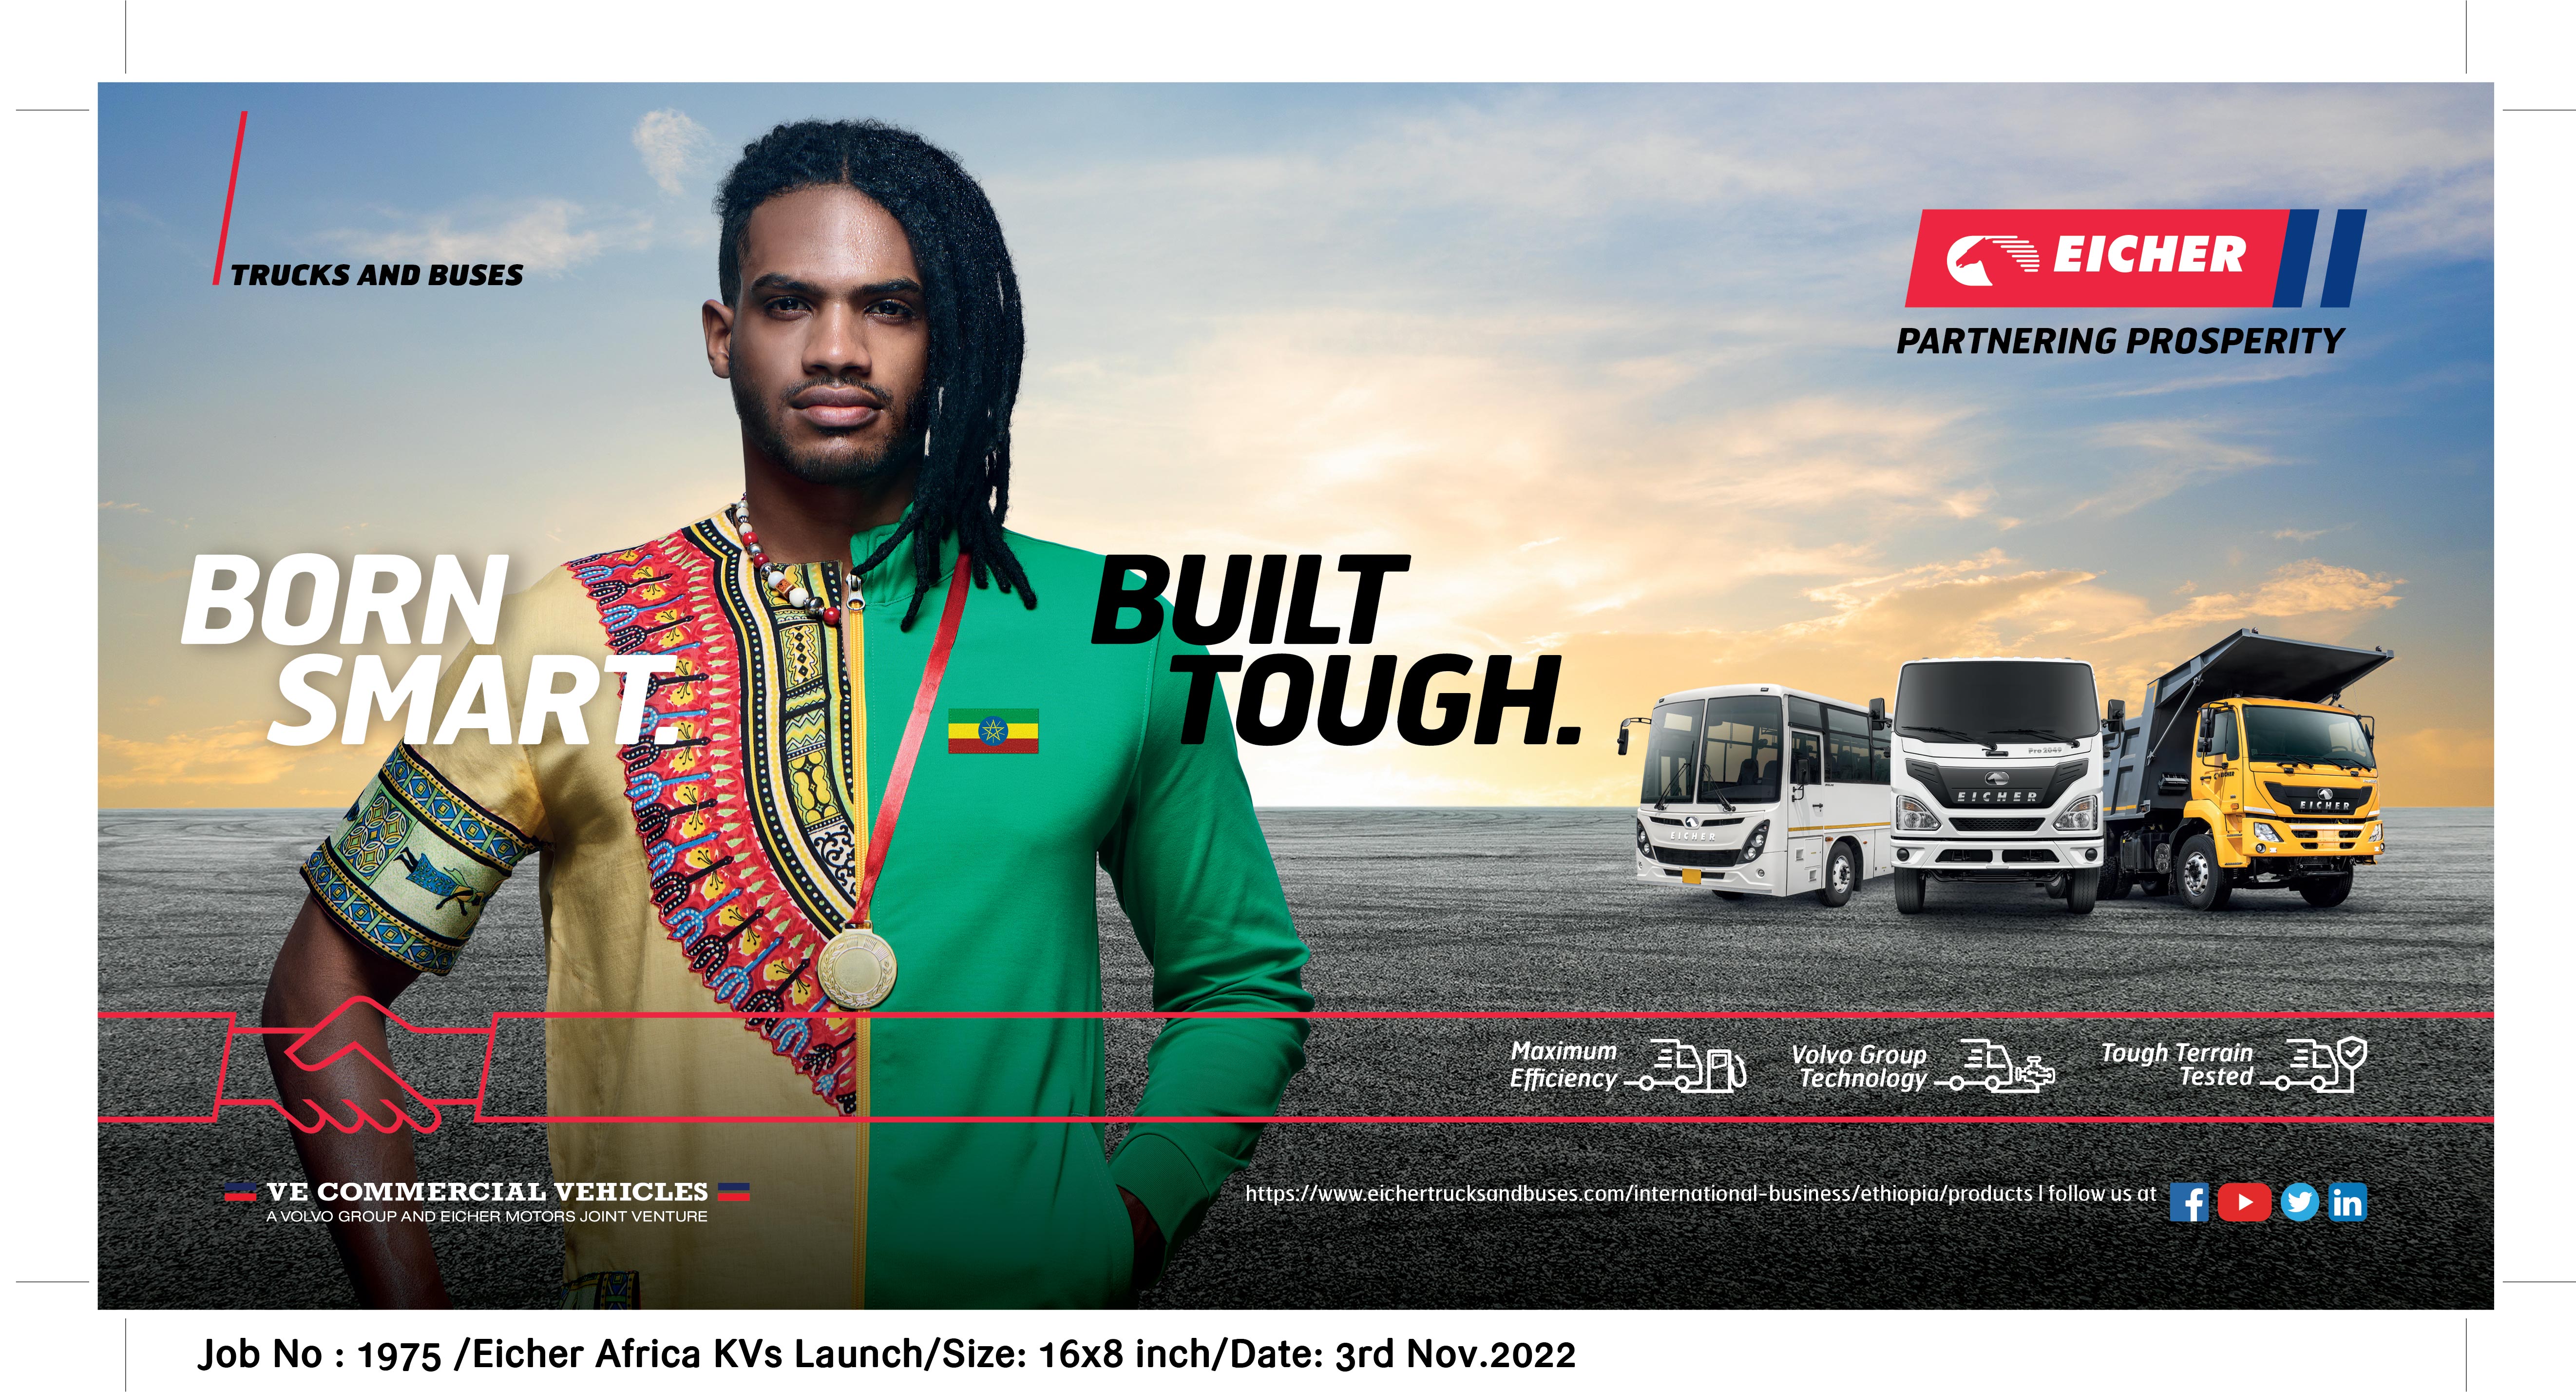 TRUCKS AND BUSES
EICHER
PARTNERING PROSPERITY
BORN
SMART.
BUILT
TOUGH.
Pro 2049
EICHER
EICHER
EICHER
EICHER
Maximum
Efficiency
Volvo Group
Technology
Tough Terrain
Tested
VE COMMERCIAL VEHICLES
A VOLVO GROUP AND EICHER MOTORS JOINT VENTURE
https://www.eichertrucksandbuses.com/international-business/ethiopia/products I follow us at
f
in
Job No : 1975 /Eicher Africa KVs Launch/Size: 16x8 inch/Date: 3rd Nov.2022